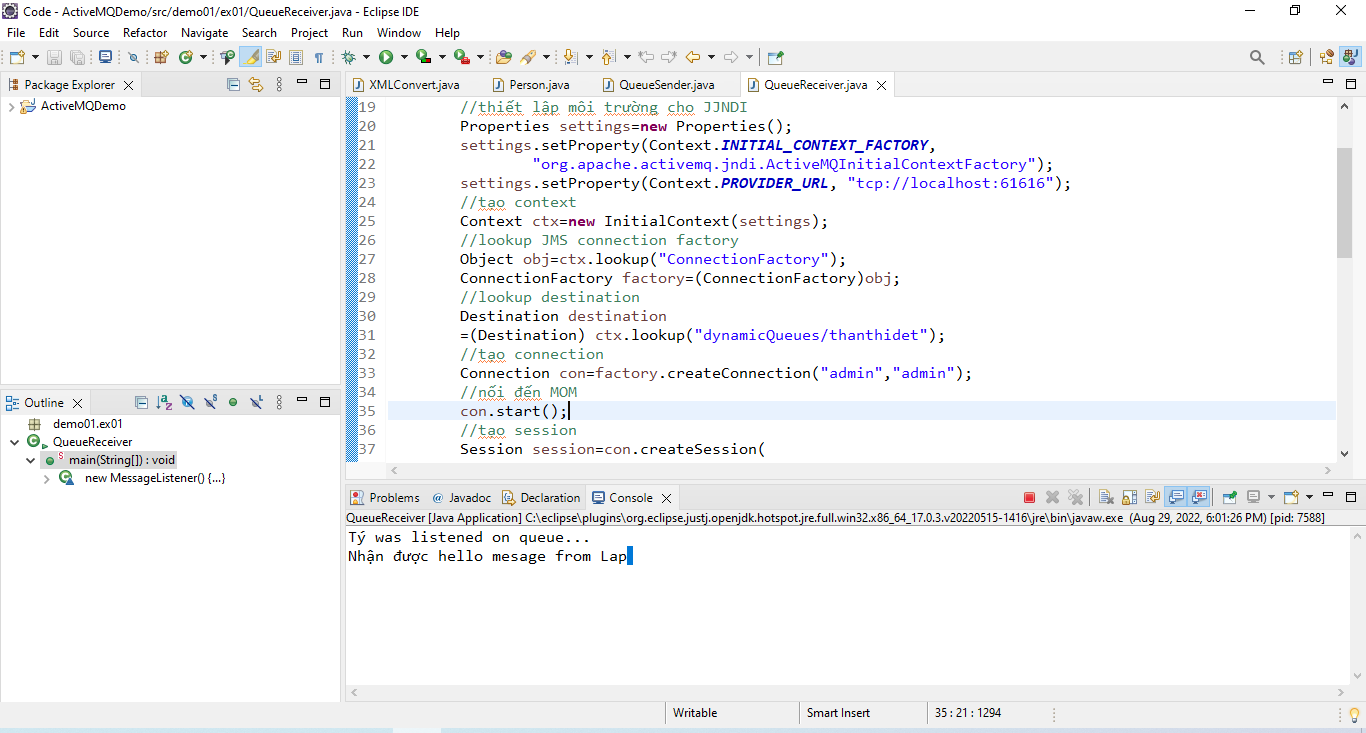 Code - ActiveMQDemo/src/demo01/ex01/QueueReceiver.java - Eclipse IDE
File Edit Source Refactor Navigate Search Project Run Window Help
Package Explorer
ActiveMQDemo
XMLConvert.java Person.java QueueSender.java QueueReceiver.java
19 //thiết lập môi trường cho JJNDI
20 Properties settings=new Properties();
21 settings.setProperty(Context.INITIAL_CONTEXT_FACTORY,
22 "org.apache.activemq.jndi.ActiveMQInitialContextFactory");
23 settings.setProperty(Context.PROVIDER_URL, "tcp://localhost:61616");
24 //tạo context
25 Context ctx=new InitialContext(settings);
26 //lookup JMS connection factory
27 Object obj=ctx.lookup("ConnectionFactory");
28 ConnectionFactory factory=(ConnectionFactory)obj;
29 //lookup destination
30 Destination destination
31 =(Destination) ctx.lookup("dynamicQueues/thanthidet");
32 //tạo connection
33 Connection con=factory.createConnection("admin","admin");
34 //nối đến MOM
35 con.start();
36 //tạo session
37 Session session=con.createSession(
Outline
demo01.ex01
QueueReceiver
main(String[]) : void
new MessageListener() {...}
Problems @ Javadoc Declaration Console
QueueReceiver [Java Application] C:\eclipse\plugins\org.eclipse.justj.openjdk.hotspot.jre.full.win32.x86_64_17.0.3.v20220515-1416\jre\bin\javaw.exe (Aug 29, 2022, 6:01:26 PM) [pid: 7588]
Tý was listened on queue...
Nhận được hello mesage from Lap
Writable Smart Insert 35 : 21 : 1294